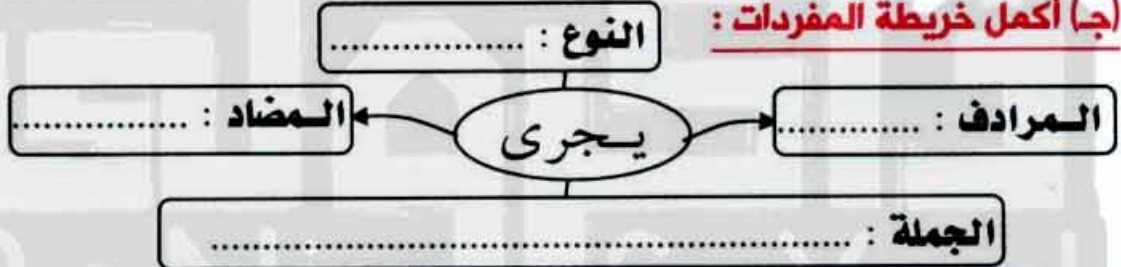 (جـ) أكمل خريطة المفردات :
النوع : ..................
المرادف : ..............
يـجرى
المضاد : .................
الجملة : ............................................................